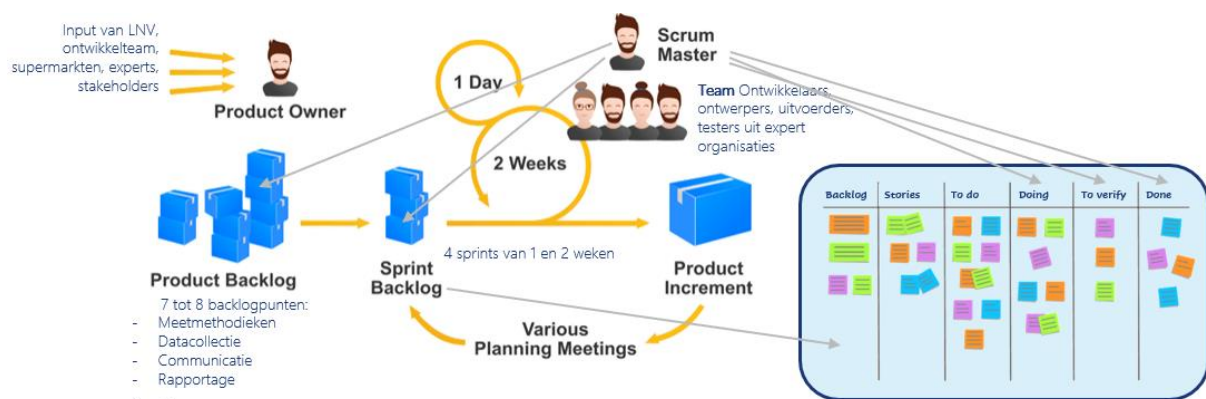 Input van LNV,
ontwikkelteam,
supermarkten, experts,
stakeholders
Product Owner
1 Day
2 Weeks
Scrum
Master
Team Ontwikkelaars,
ontwerpers, uitvoerders,
testers uit expert
organisaties
Product Backlog
7 tot 8 backlogpunten:
- Meetmethodieken
- Datacollectie
- Communicatie
- Rapportage
Sprint
Backlog
4 sprints van 1 en 2 weken
Product
Increment
Various
Planning Meetings
Backlog
Stories
To do
Doing
To verify
Done